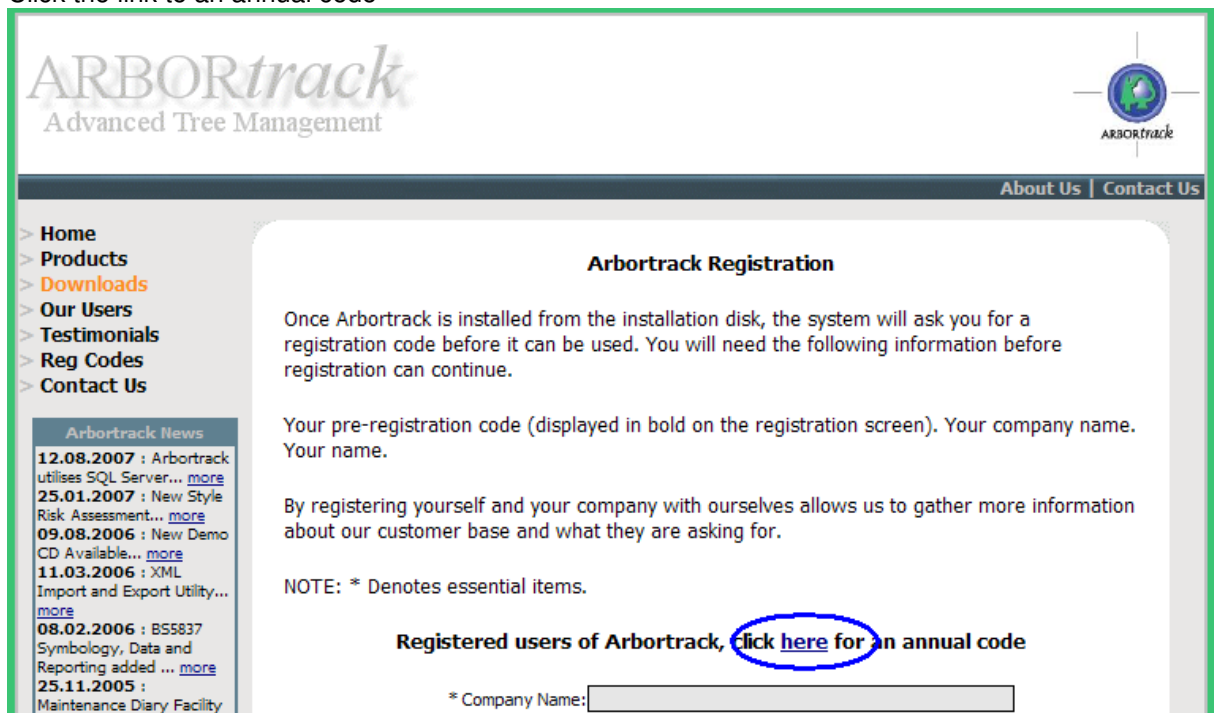 Click the link to an annual code
ARBORtrack
Advanced Tree Management
ARBORtrack
About Us | Contact Us
> Home
> Products
> Downloads
> Our Users
> Testimonials
> Reg Codes
> Contact Us
Arbortrack News
12.08.2007 : Arbortrack
utilises SQL Server... more
25.01.2007 : New Style
Risk Assessment... more
09.08.2006 : New Demo
CD Available... more
11.03.2006 : XML
Import and Export Utility...
more
08.02.2006 : BS5837
Symbology, Data and
Reporting added ... more
25.11.2005 :
Maintenance Diary Facility
Arbortrack Registration
Once Arbortrack is installed from the installation disk, the system will ask you for a
registration code before it can be used. You will need the following information before
registration can continue.
Your pre-registration code (displayed in bold on the registration screen). Your company name.
Your name.
By registering yourself and your company with ourselves allows us to gather more information
about our customer base and what they are asking for.
NOTE: * Denotes essential items.
Registered users of Arbortrack, click here for an annual code
* Company Name: